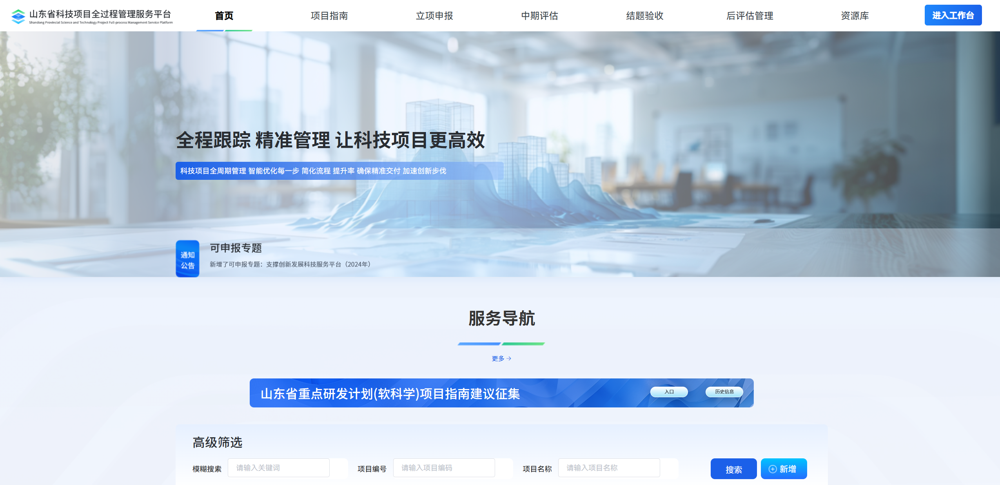 山东省科技项目全过程管理服务平台
Shandong Provincial Science and Technology Project Full-process Management Service Platform
首页
项目指南
立项申报
中期评估
结题验收
后评估管理
资源库
进入工作台
全程跟踪 精准管理 让科技项目更高效
科技项目全周期管理 智能优化每一步 简化流程 提升率 确保精准交付 加速创新步伐
通知
公告
可申报专题
新增了可申报专题：支撑创新发展科技服务平台（2024年）
服务导航
更多
山东省重点研发计划(软科学)项目指南建议征集
入口
历史信息
高级筛选
模糊搜索
请输入关键词
项目编号
请输入项目编码
项目名称
请输入项目名称
搜索
新增